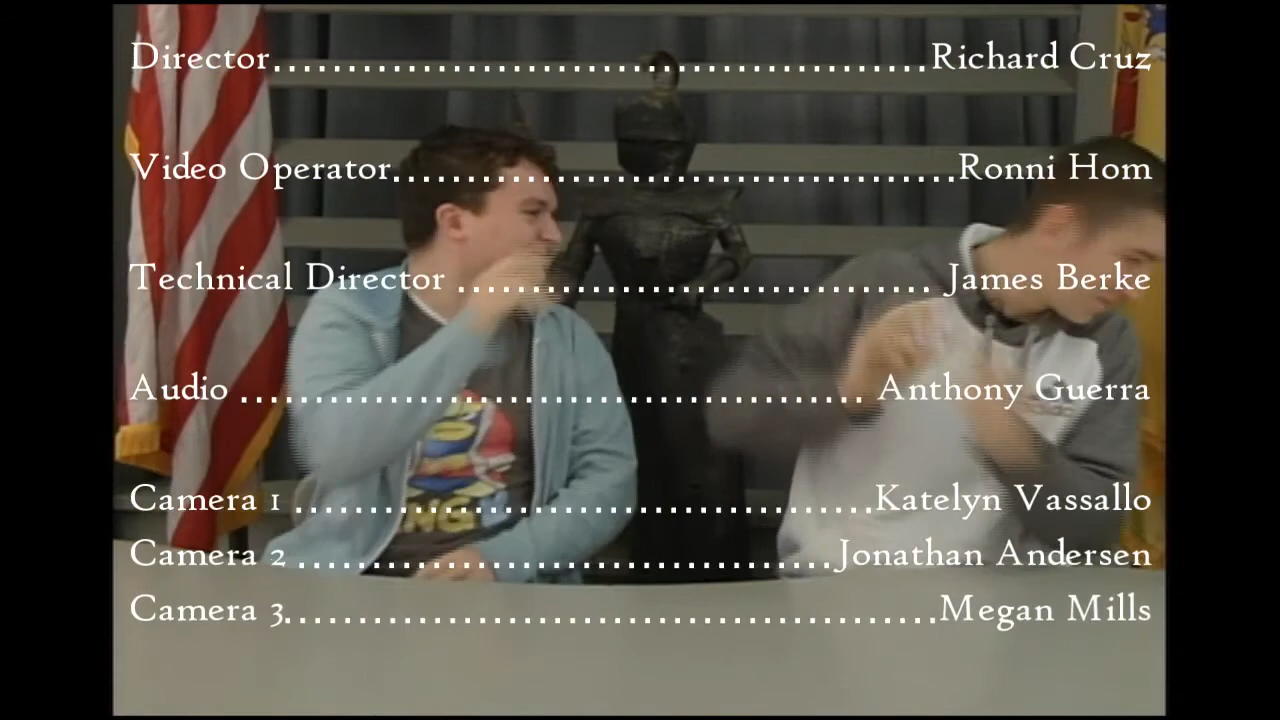 Director..........................................Richard Cruz
Video Operator....................................Ronni Hom
Technical Director ............................... James Berke
Audio ......................................... Anthony Guerra
Camera 1 .....................................Katelyn Vassallo
Camera 2 ...................................Jonathan Andersen
Camera 3..........................................Megan Mills
NG